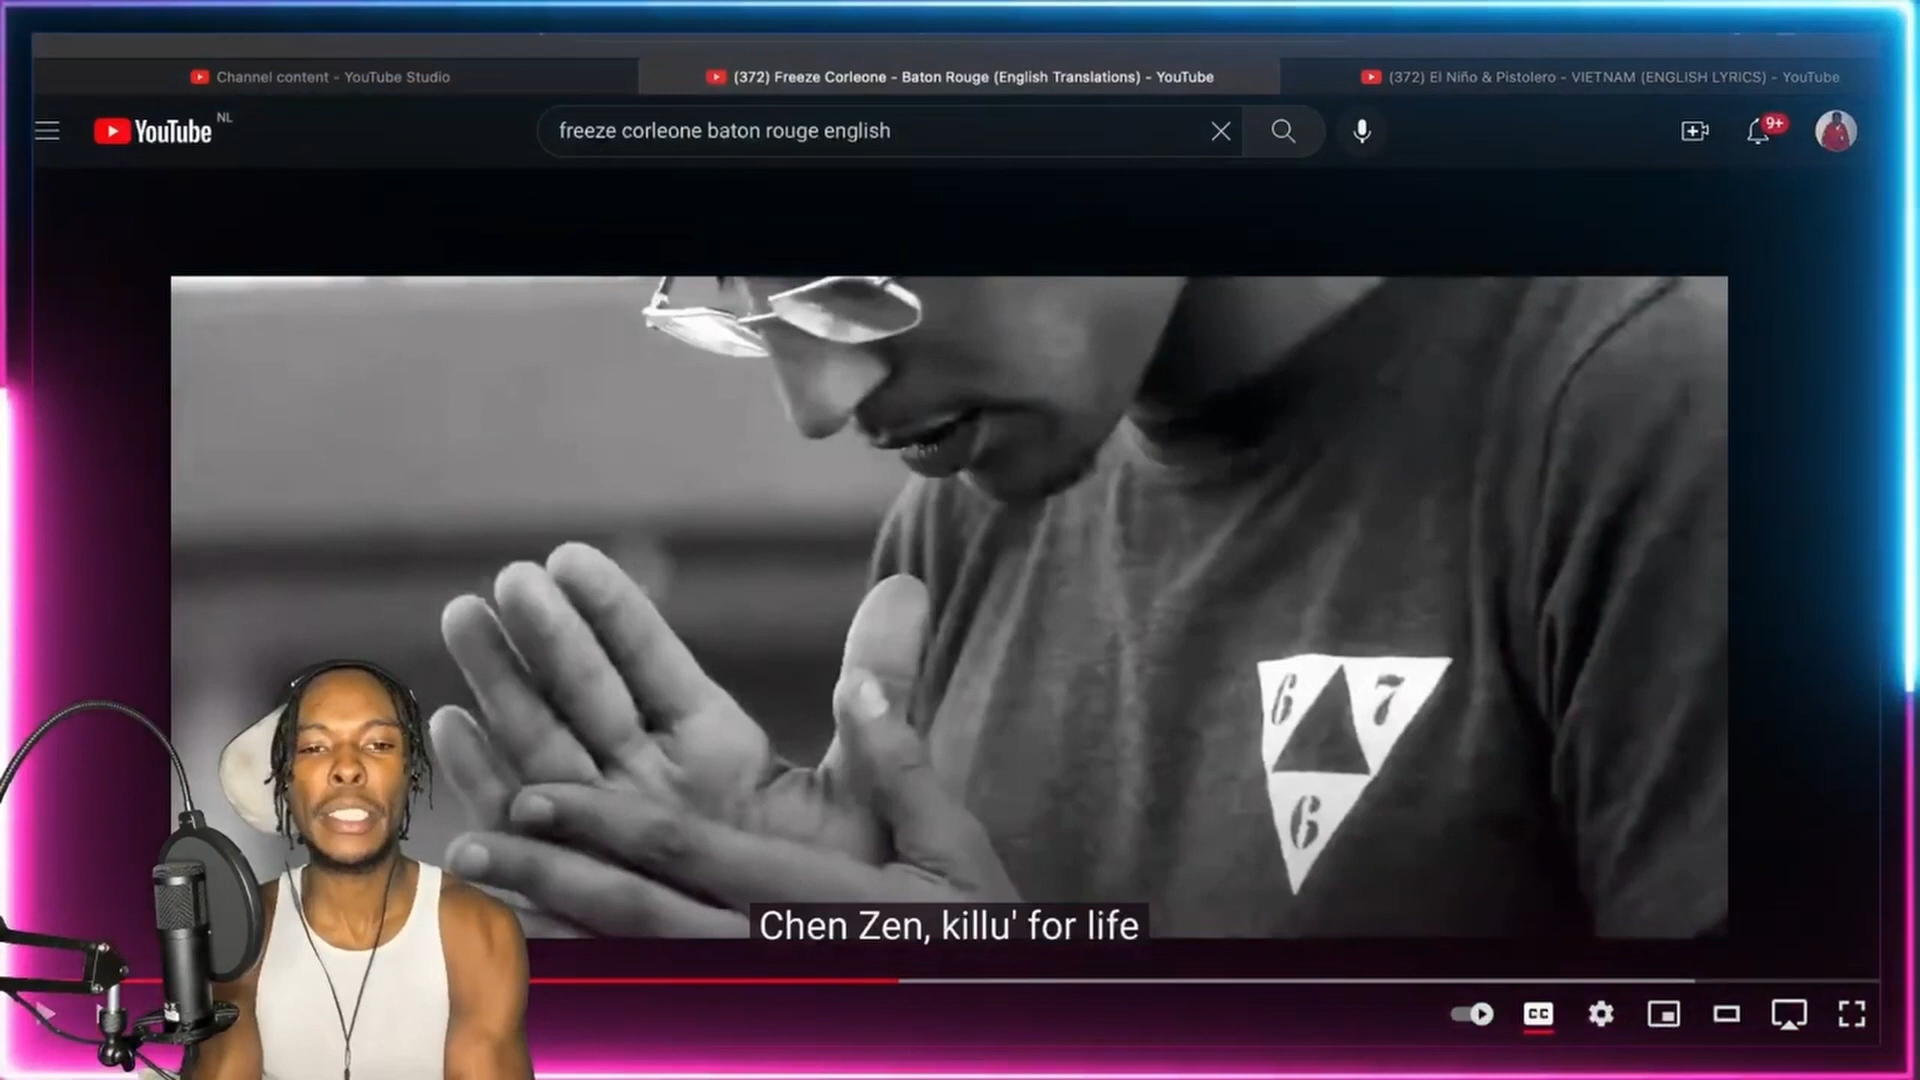 Channel content - YouTube Studio
(372) Freeze Corleone - Baton Rouge (English Translations) - YouTube
(372) El Niño & Pistolero - VIETNAM (ENGLISH LYRICS) - YouTube
YouTube NL
freeze corleone baton rouge english
9+
6 7
6
Chen Zen, killu' for life
CC